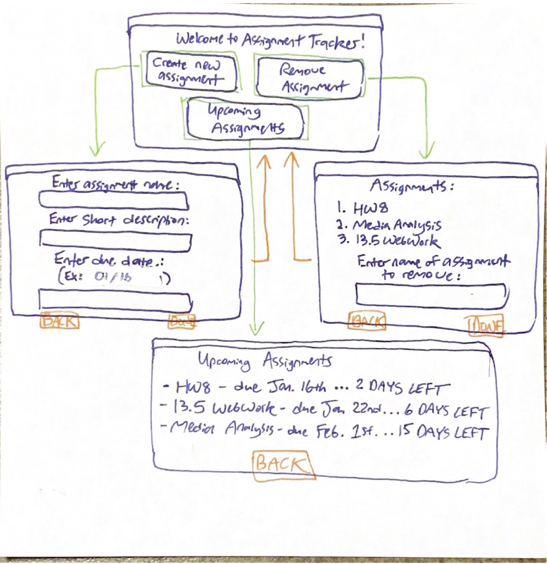 Welcome to Assignment Tracker!
Create new
assignment
Remove
Assignment
Upcoming
Assignments
Enter assignment name:
Enter short description:
Enter due date.:
(Ex: 01/16)
BACK
Done
Assignments:
1. HW8
2. Media Analysis
3. 13.5 WebWork
Enter name of assignment
to remove:
BACK
DONE
Upcoming Assignments
- HW8 - due Jan. 16th ... 2 DAYS LEFT
- 13.5 WebWork - due Jan 22nd... 6 DAYS LEFT
- Media Analysis - due Feb. 1st. ... 15 DAYS LEFT
BACK